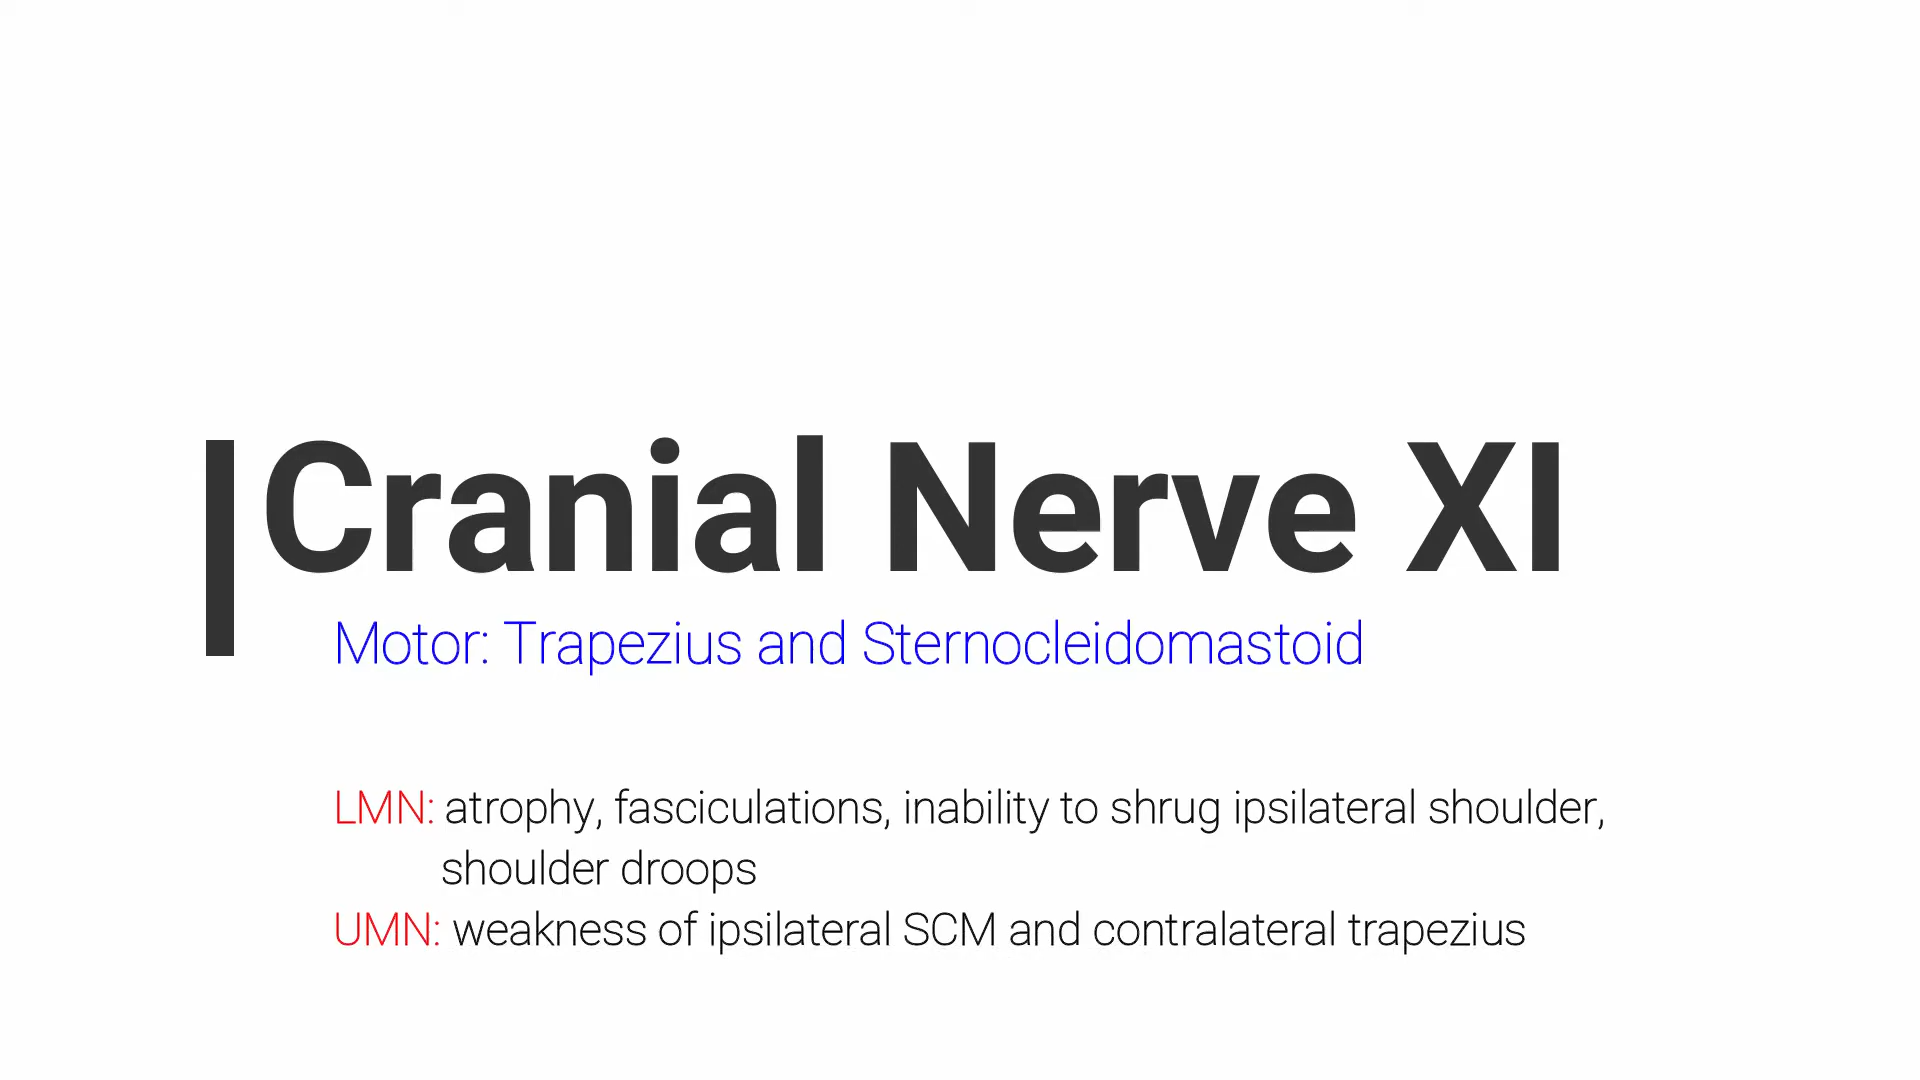 Cranial Nerve XI
Motor: Trapezius and Sternocleidomastoid
LMN: atrophy, fasciculations, inability to shrug ipsilateral shoulder,
shoulder droops
UMN: weakness of ipsilateral SCM and contralateral trapezius